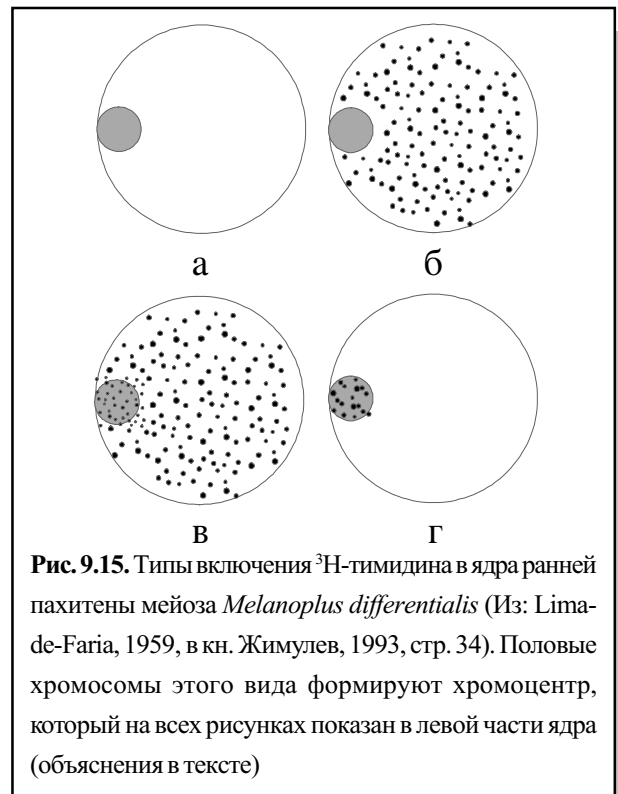 а
б
в
г
Рис. 9.15. Типы включения ³H-тимидина в ядра ранней
пахитены мейоза Melanoplus differentialis (Из: Lima-
de-Faria, 1959, в кн. Жимулев, 1993, стр. 34). Половые
хромосомы этого вида формируют хромоцентр,
который на всех рисунках показан в левой части ядра
(объяснения в тексте)